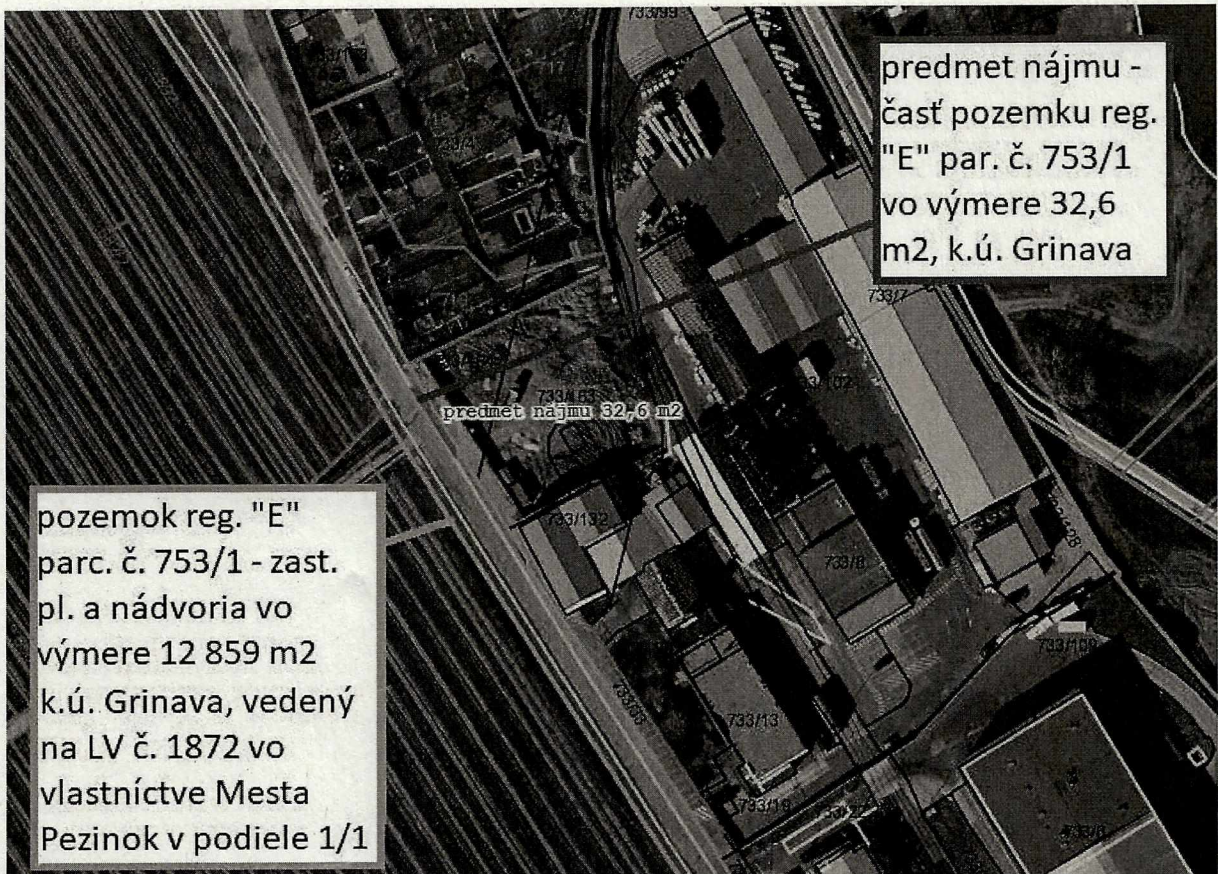 733/99
predmet nájmu -
časť pozemku reg.
"E" par. č. 753/1
vo výmere 32,6
m2, k.ú. Grinava
733/7
733/102
predmet nájmu 32,6 m2
pozemok reg. "E"
parc. č. 753/1 - zast.
pl. a nádvoria vo
výmere 12 859 m2
k.ú. Grinava, vedený
na LV č. 1872 vo
vlastníctve Mesta
Pezinok v podiele 1/1
733/132
733/8
733/13